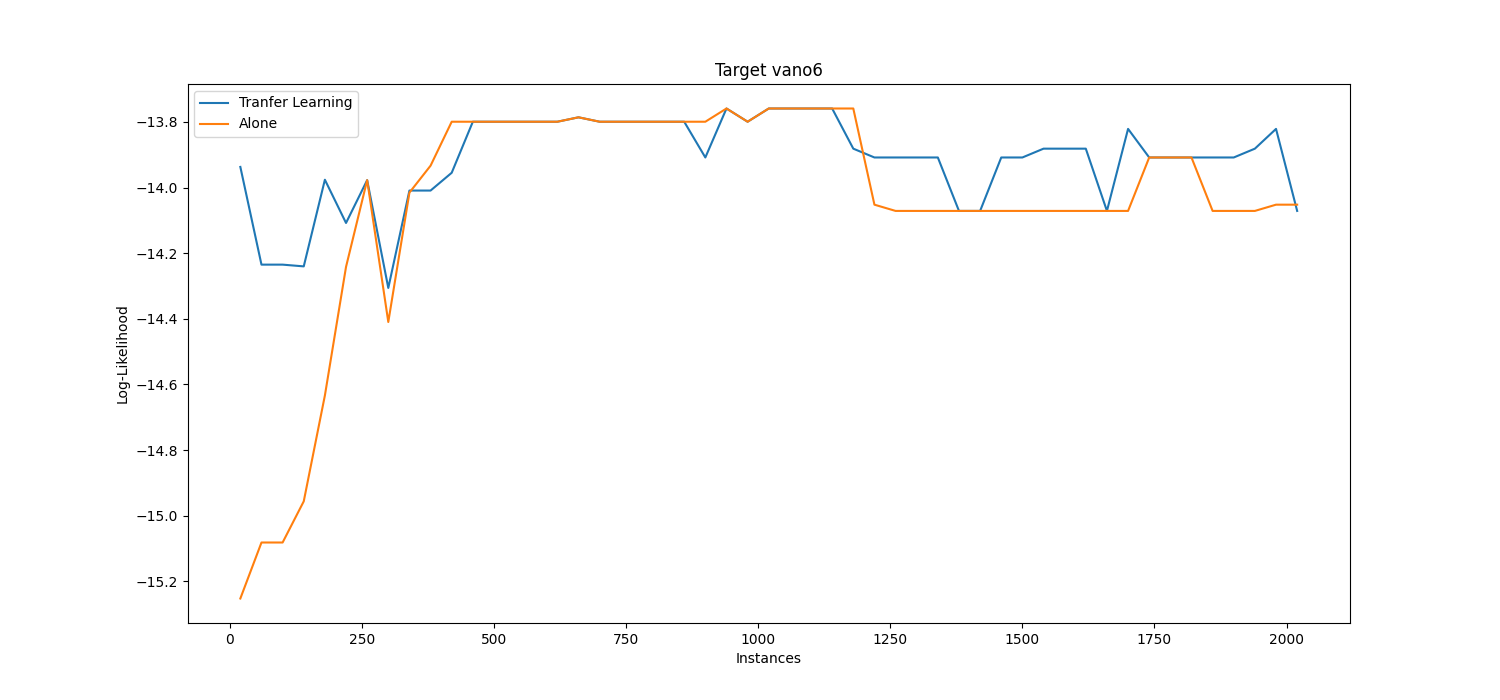 Target vano6
Tranfer Learning
Alone
−13.8
−14.0
−14.2
−14.4
−14.6
−14.8
−15.0
−15.2
Log-Likelihood
0 250 500 750 1000 1250 1500 1750 2000
Instances